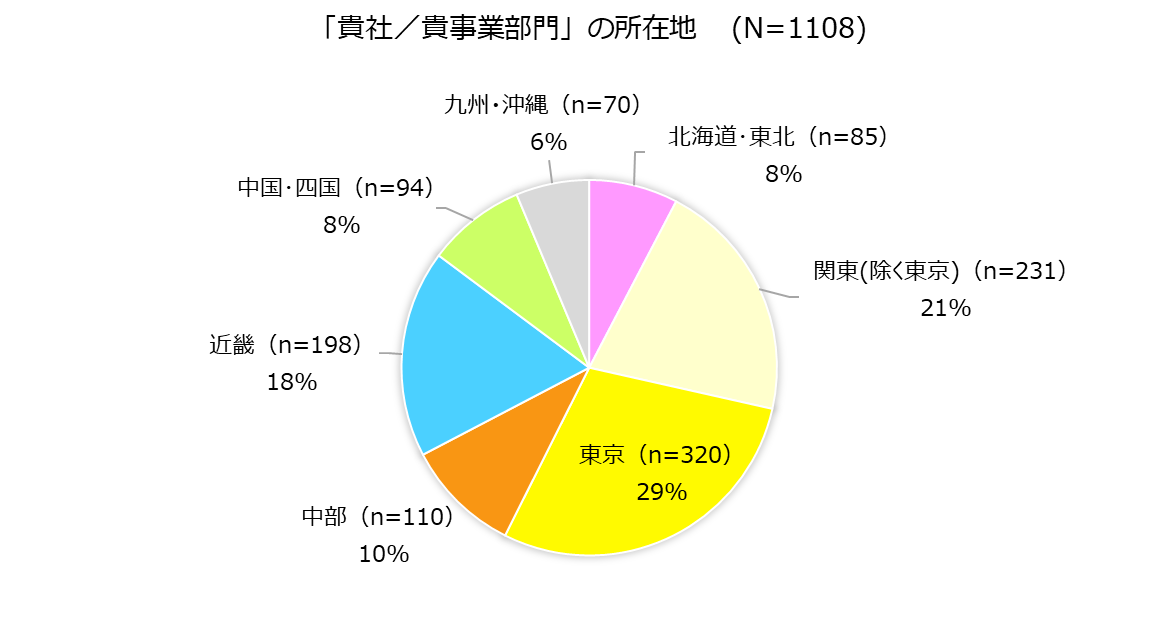 「貴社／貴事業部門」の所在地　(N=1108)
九州･沖縄（n=70）
6%
北海道･東北（n=85）
8%
中国･四国（n=94）
8%
関東(除く東京)（n=231）
21%
近畿（n=198）
18%
東京（n=320）
29%
中部（n=110）
10%